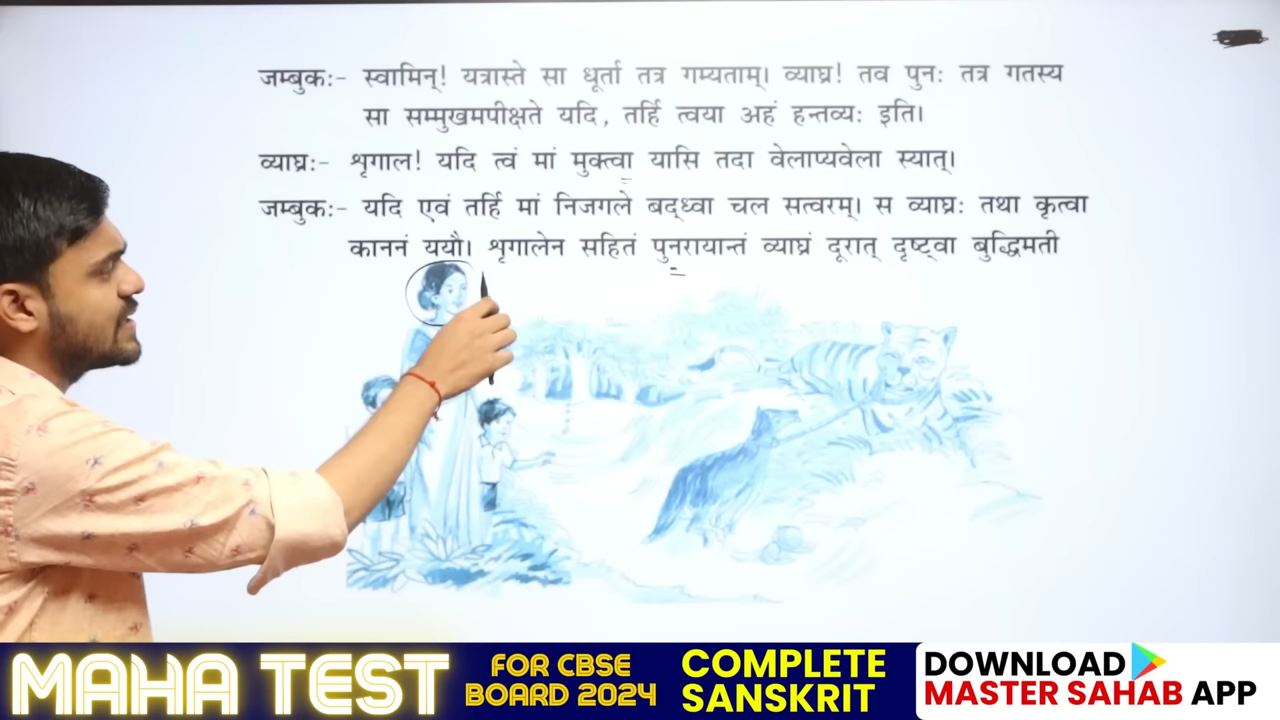 जम्बुकः- स्वामिन्! यत्रास्ते सा धूर्ता तत्र गम्यताम्। व्याघ्र! तव पुनः तत्र गतस्य
सा सम्मुखमपीक्षते यदि, तर्हि त्वया अहं हन्तव्यः इति।
व्याघ्रः- शृगाल! यदि त्वं मां मुक्त्वा यासि तदा वेलाप्यवेला स्यात्।
जम्बुकः- यदि एवं तर्हि मां निजगले बद्ध्वा चल सत्वरम्। स व्याघ्रः तथा कृत्वा
काननं ययौ। शृगालेन सहितं पुनरायान्तं व्याघ्रं दूरात् दृष्ट्वा बुद्धिमती
MAHA TEST
FOR CBSE
BOARD 2024
COMPLETE
SANSKRIT
DOWNLOAD
MASTER SAHAB APP